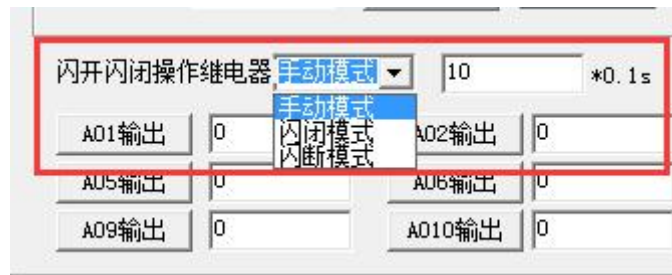 闪开闪闭操作继电器 手动模式 10 *0.1s
手动模式
闪闭模式
闪断模式
A01输出 0 A02输出 0
A05输出 0 A06输出 0
A09输出 0 A010输出 0